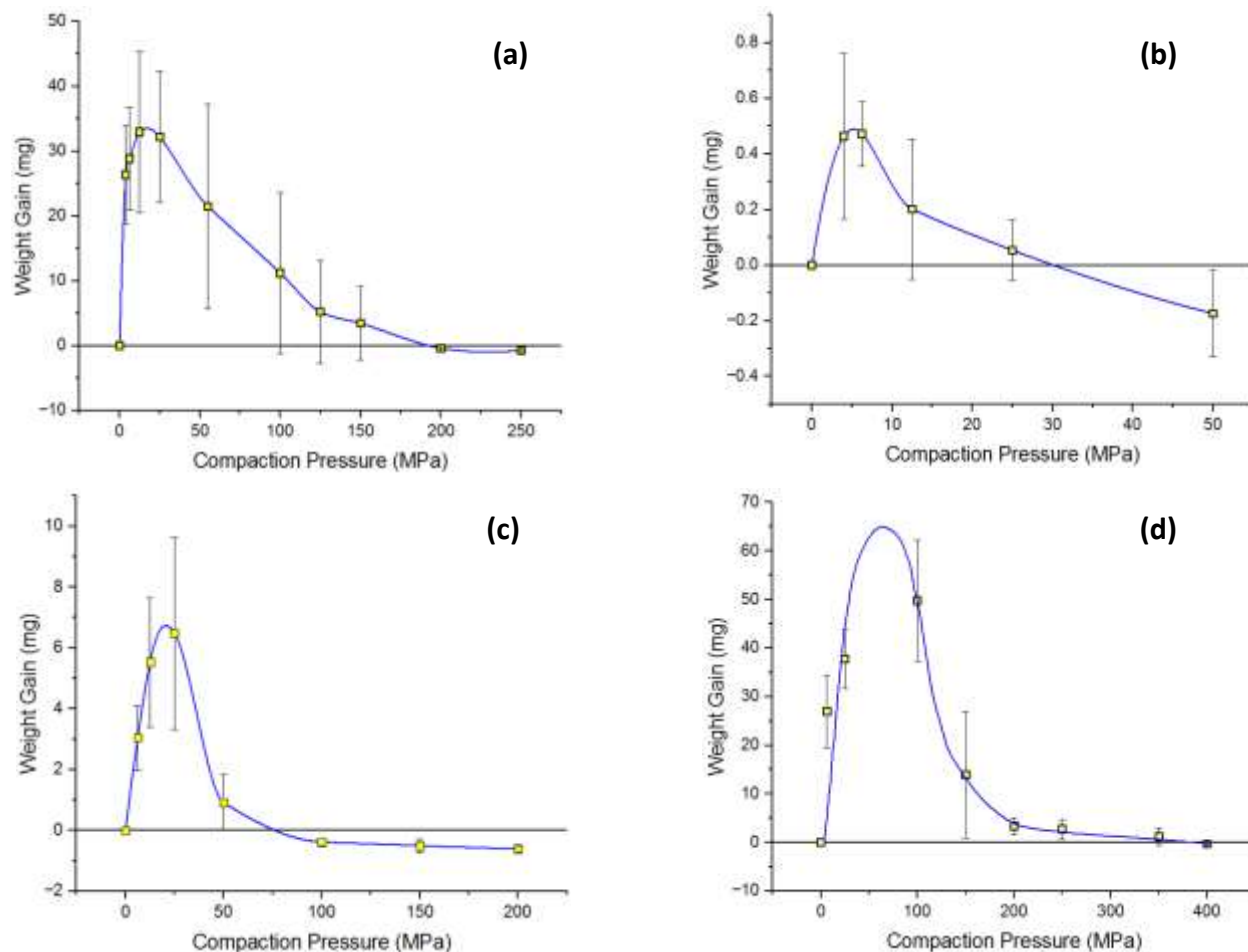 (a)
50
40
30
20
10
0
−10
Weight Gain (mg)
0 50 100 150 200 250
Compaction Pressure (MPa)
(b)
0.8
0.6
0.4
0.2
0.0
−0.2
−0.4
Weight Gain (mg)
0 10 20 30 40 50
Compaction Pressure (MPa)
(c)
10
8
6
4
2
0
−2
Weight Gain (mg)
0 50 100 150 200
Compaction Pressure (MPa)
(d)
70
60
50
40
30
20
10
0
−10
Weight Gain (mg)
0 100 200 300 400
Compaction Pressure (MPa)